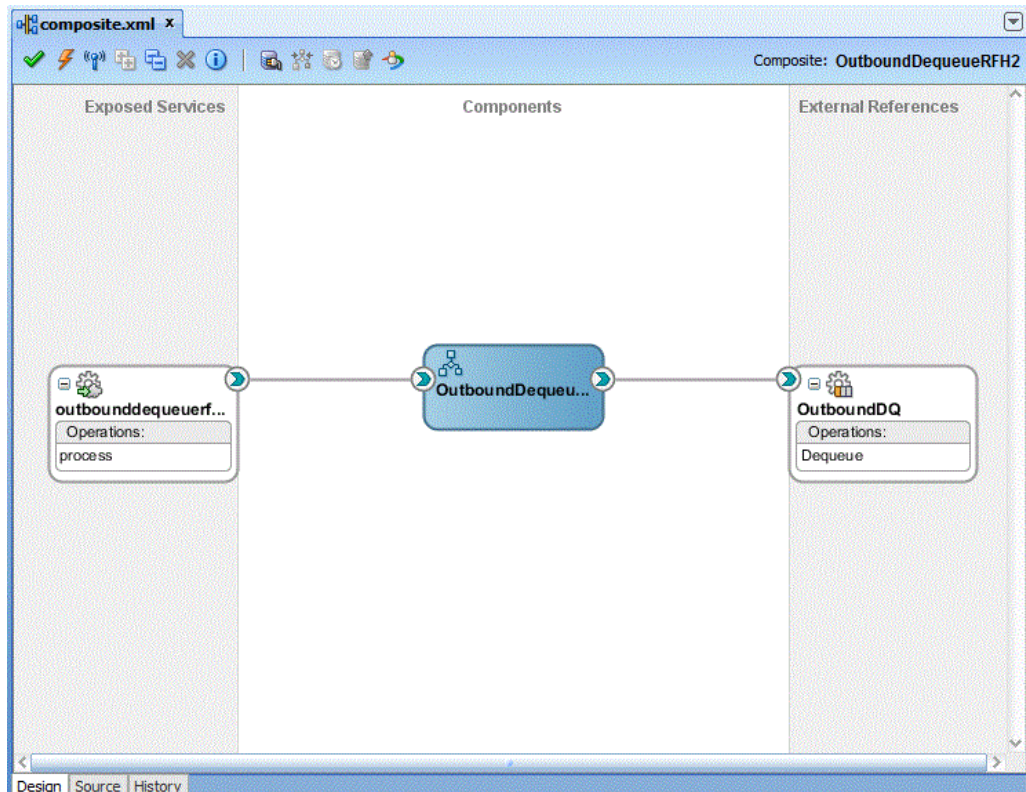 composite.xml x
Composite: OutboundDequeueRFH2
Exposed Services
Components
External References
outbounddequeuerf...
Operations:
process
OutboundDequeu...
OutboundDQ
Operations:
Dequeue
Design Source History